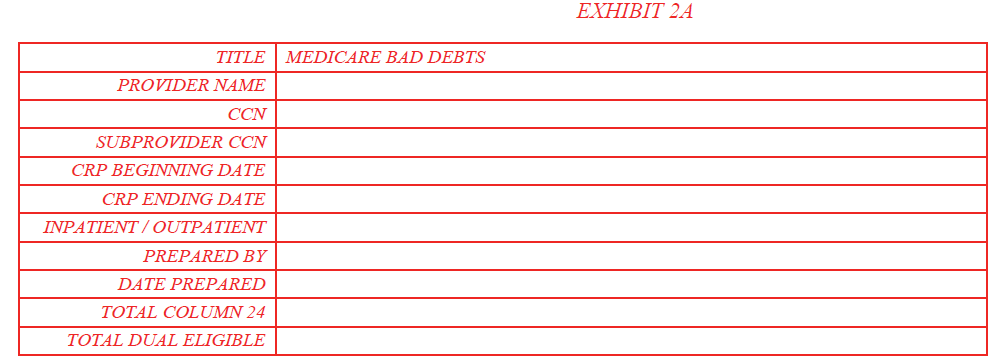 EXHIBIT 2A
TITLE MEDICARE BAD DEBTS
PROVIDER NAME
CCN
SUBPROVIDER CCN
CRP BEGINNING DATE
CRP ENDING DATE
INPATIENT / OUTPATIENT
PREPARED BY
DATE PREPARED
TOTAL COLUMN 24
TOTAL DUAL ELIGIBLE